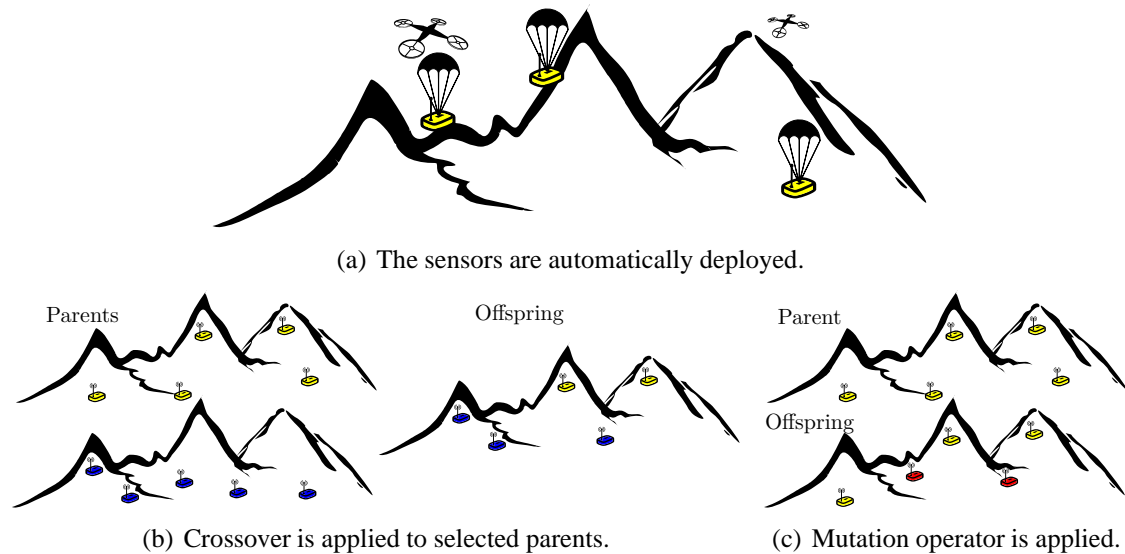 (a) The sensors are automatically deployed.
Parents
Offspring
Parent
Offspring
(b) Crossover is applied to selected parents.
(c) Mutation operator is applied.